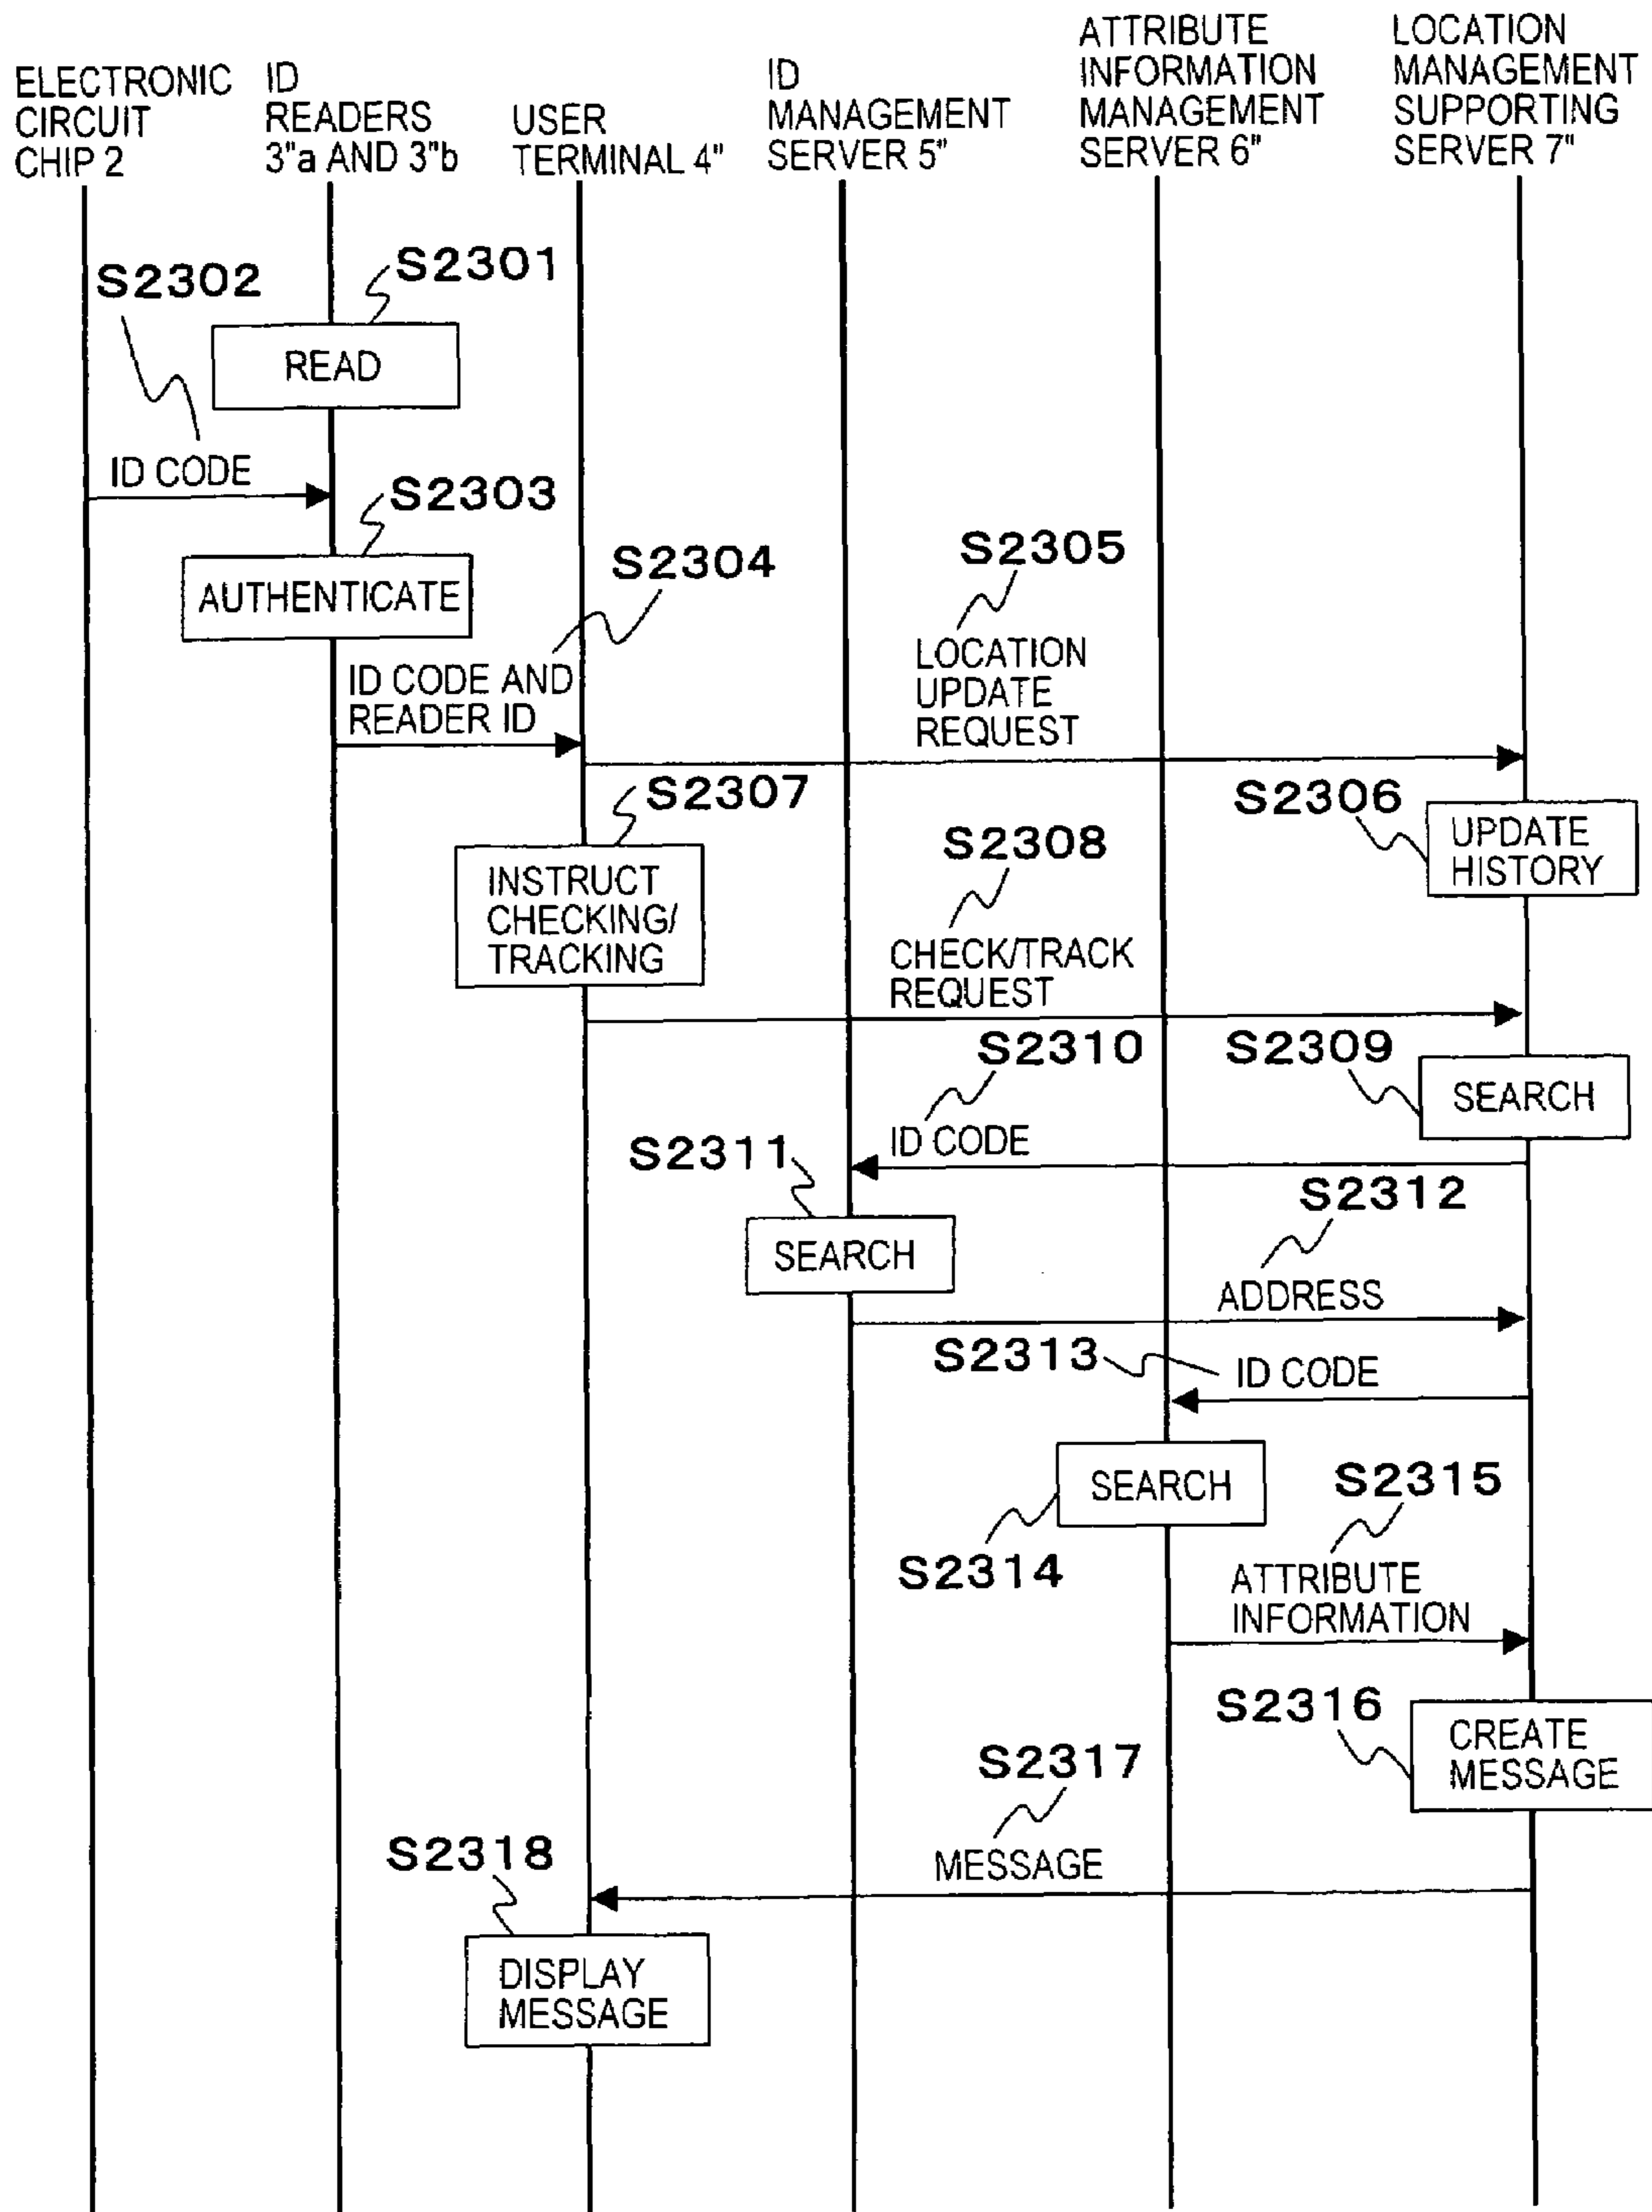 ELECTRONIC
CIRCUIT
CHIP 2
ID
READERS
3"a AND 3"b
USER
TERMINAL 4"
ID
MANAGEMENT
SERVER 5"
ATTRIBUTE
INFORMATION
MANAGEMENT
SERVER 6"
LOCATION
MANAGEMENT
SUPPORTING
SERVER 7"
S2301
READ
S2302
ID CODE
S2303
AUTHENTICATE
S2304
ID CODE AND
READER ID
S2305
LOCATION
UPDATE
REQUEST
S2306
UPDATE
HISTORY
S2307
INSTRUCT
CHECKING/
TRACKING
S2308
CHECK/TRACK
REQUEST
S2309
SEARCH
S2310
ID CODE
S2311
SEARCH
S2312
ADDRESS
S2313
ID CODE
SEARCH
S2314
S2315
ATTRIBUTE
INFORMATION
S2316
CREATE
MESSAGE
S2317
MESSAGE
S2318
DISPLAY
MESSAGE